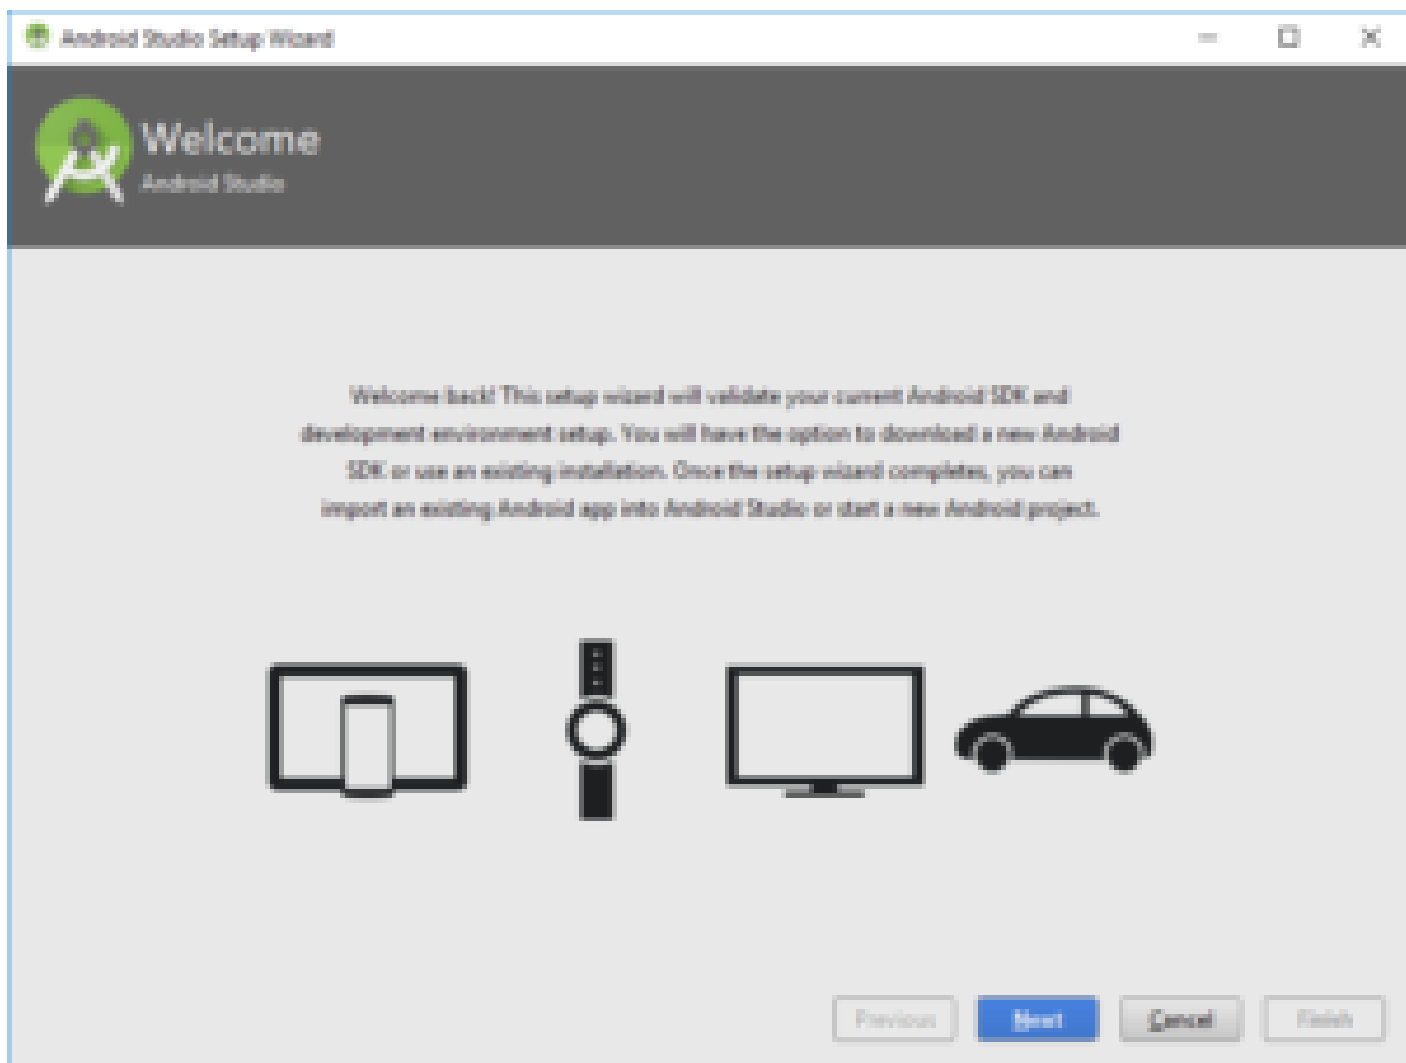 Android Studio Setup Wizard
Welcome
Android Studio
Welcome back! This setup wizard will validate your current Android SDK and
development environment setup. You will have the option to download a new Android
SDK or use an existing installation. Once the setup wizard completes, you can
import an existing Android app into Android Studio or start a new Android project.
Previous Next Cancel Finish